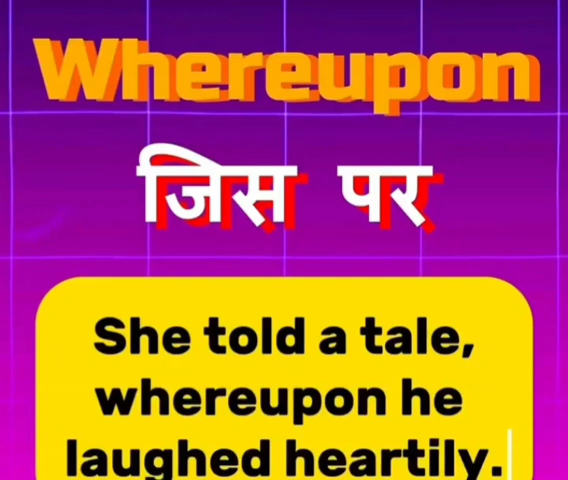 Whereupon
जिस पर
She told a tale,
whereupon he
laughed heartily.